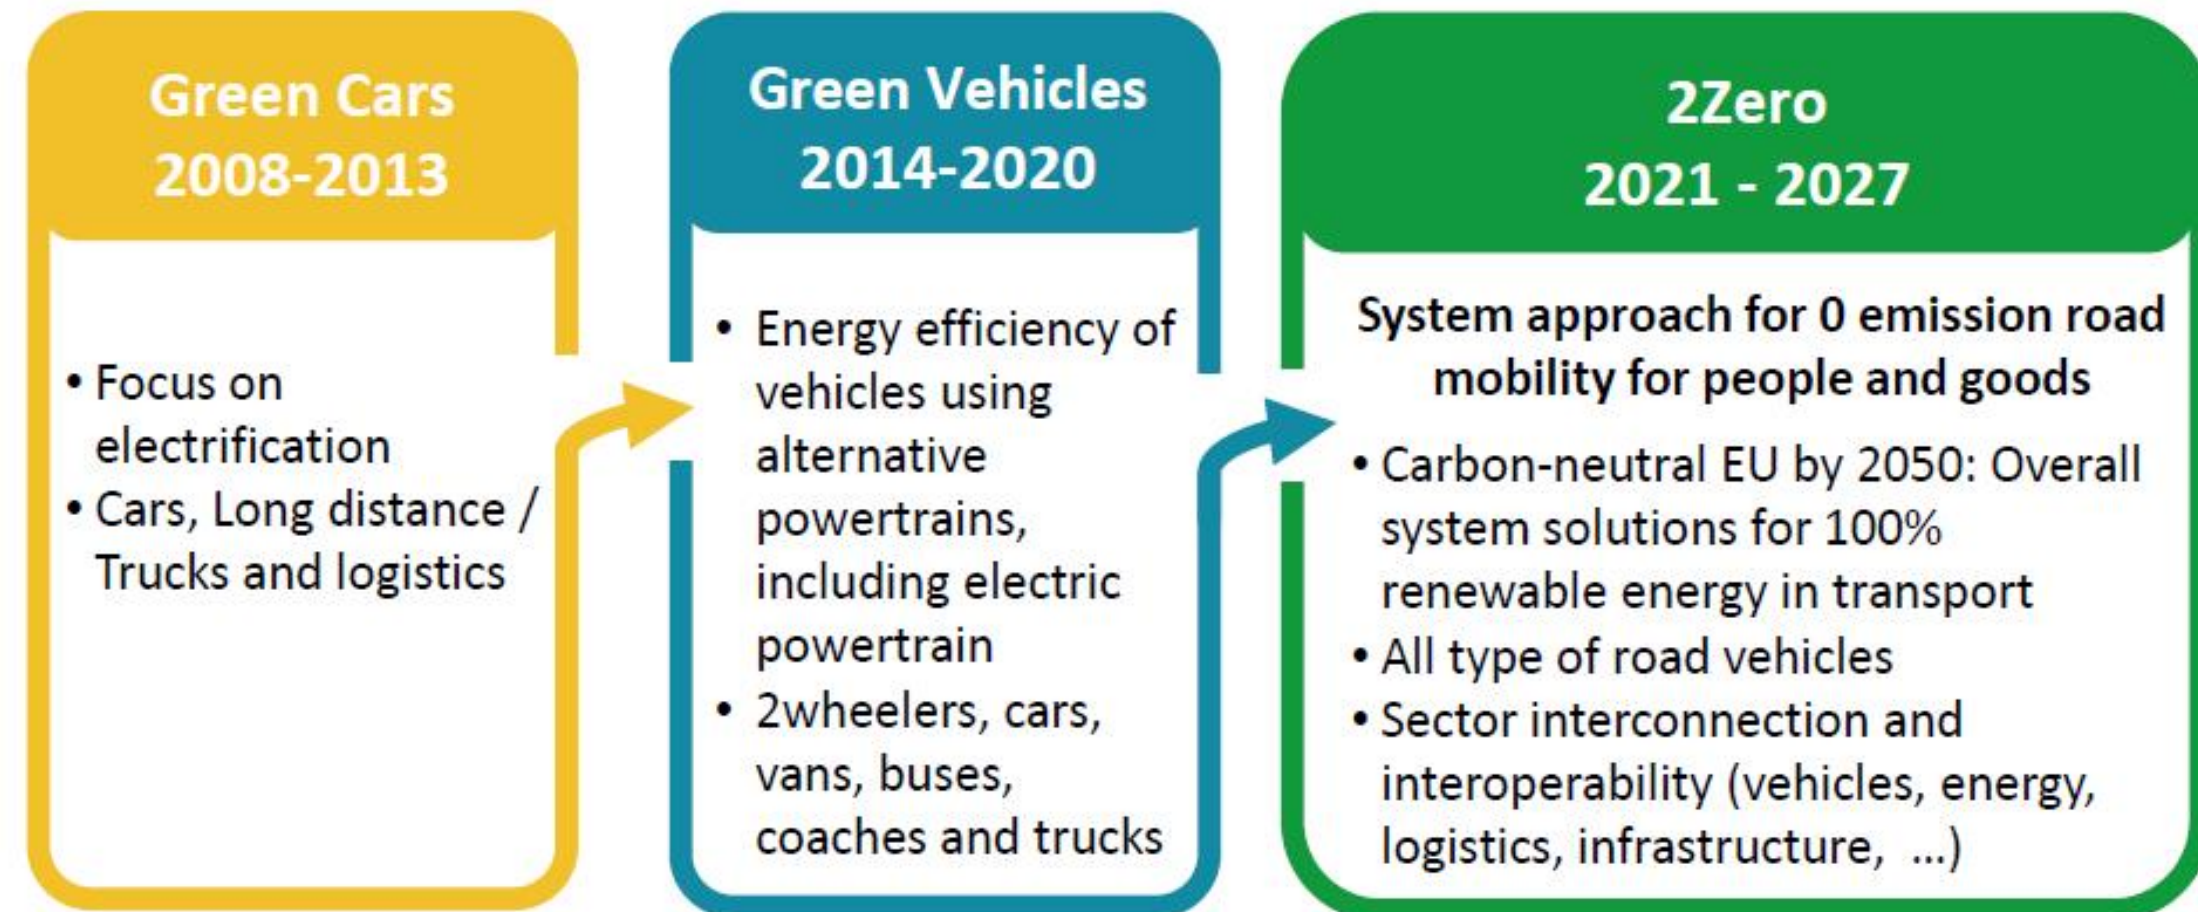 Green Cars
2008-2013
• Focus on
electrification
• Cars, Long distance /
Trucks and logistics
Green Vehicles
2014-2020
• Energy efficiency of
vehicles using
alternative
powertrains,
including electric
powertrain
• 2wheelers, cars,
vans, buses,
coaches and trucks
2Zero
2021 - 2027
System approach for 0 emission road
mobility for people and goods
• Carbon-neutral EU by 2050: Overall
system solutions for 100%
renewable energy in transport
• All type of road vehicles
• Sector interconnection and
interoperability (vehicles, energy,
logistics, infrastructure, ...)